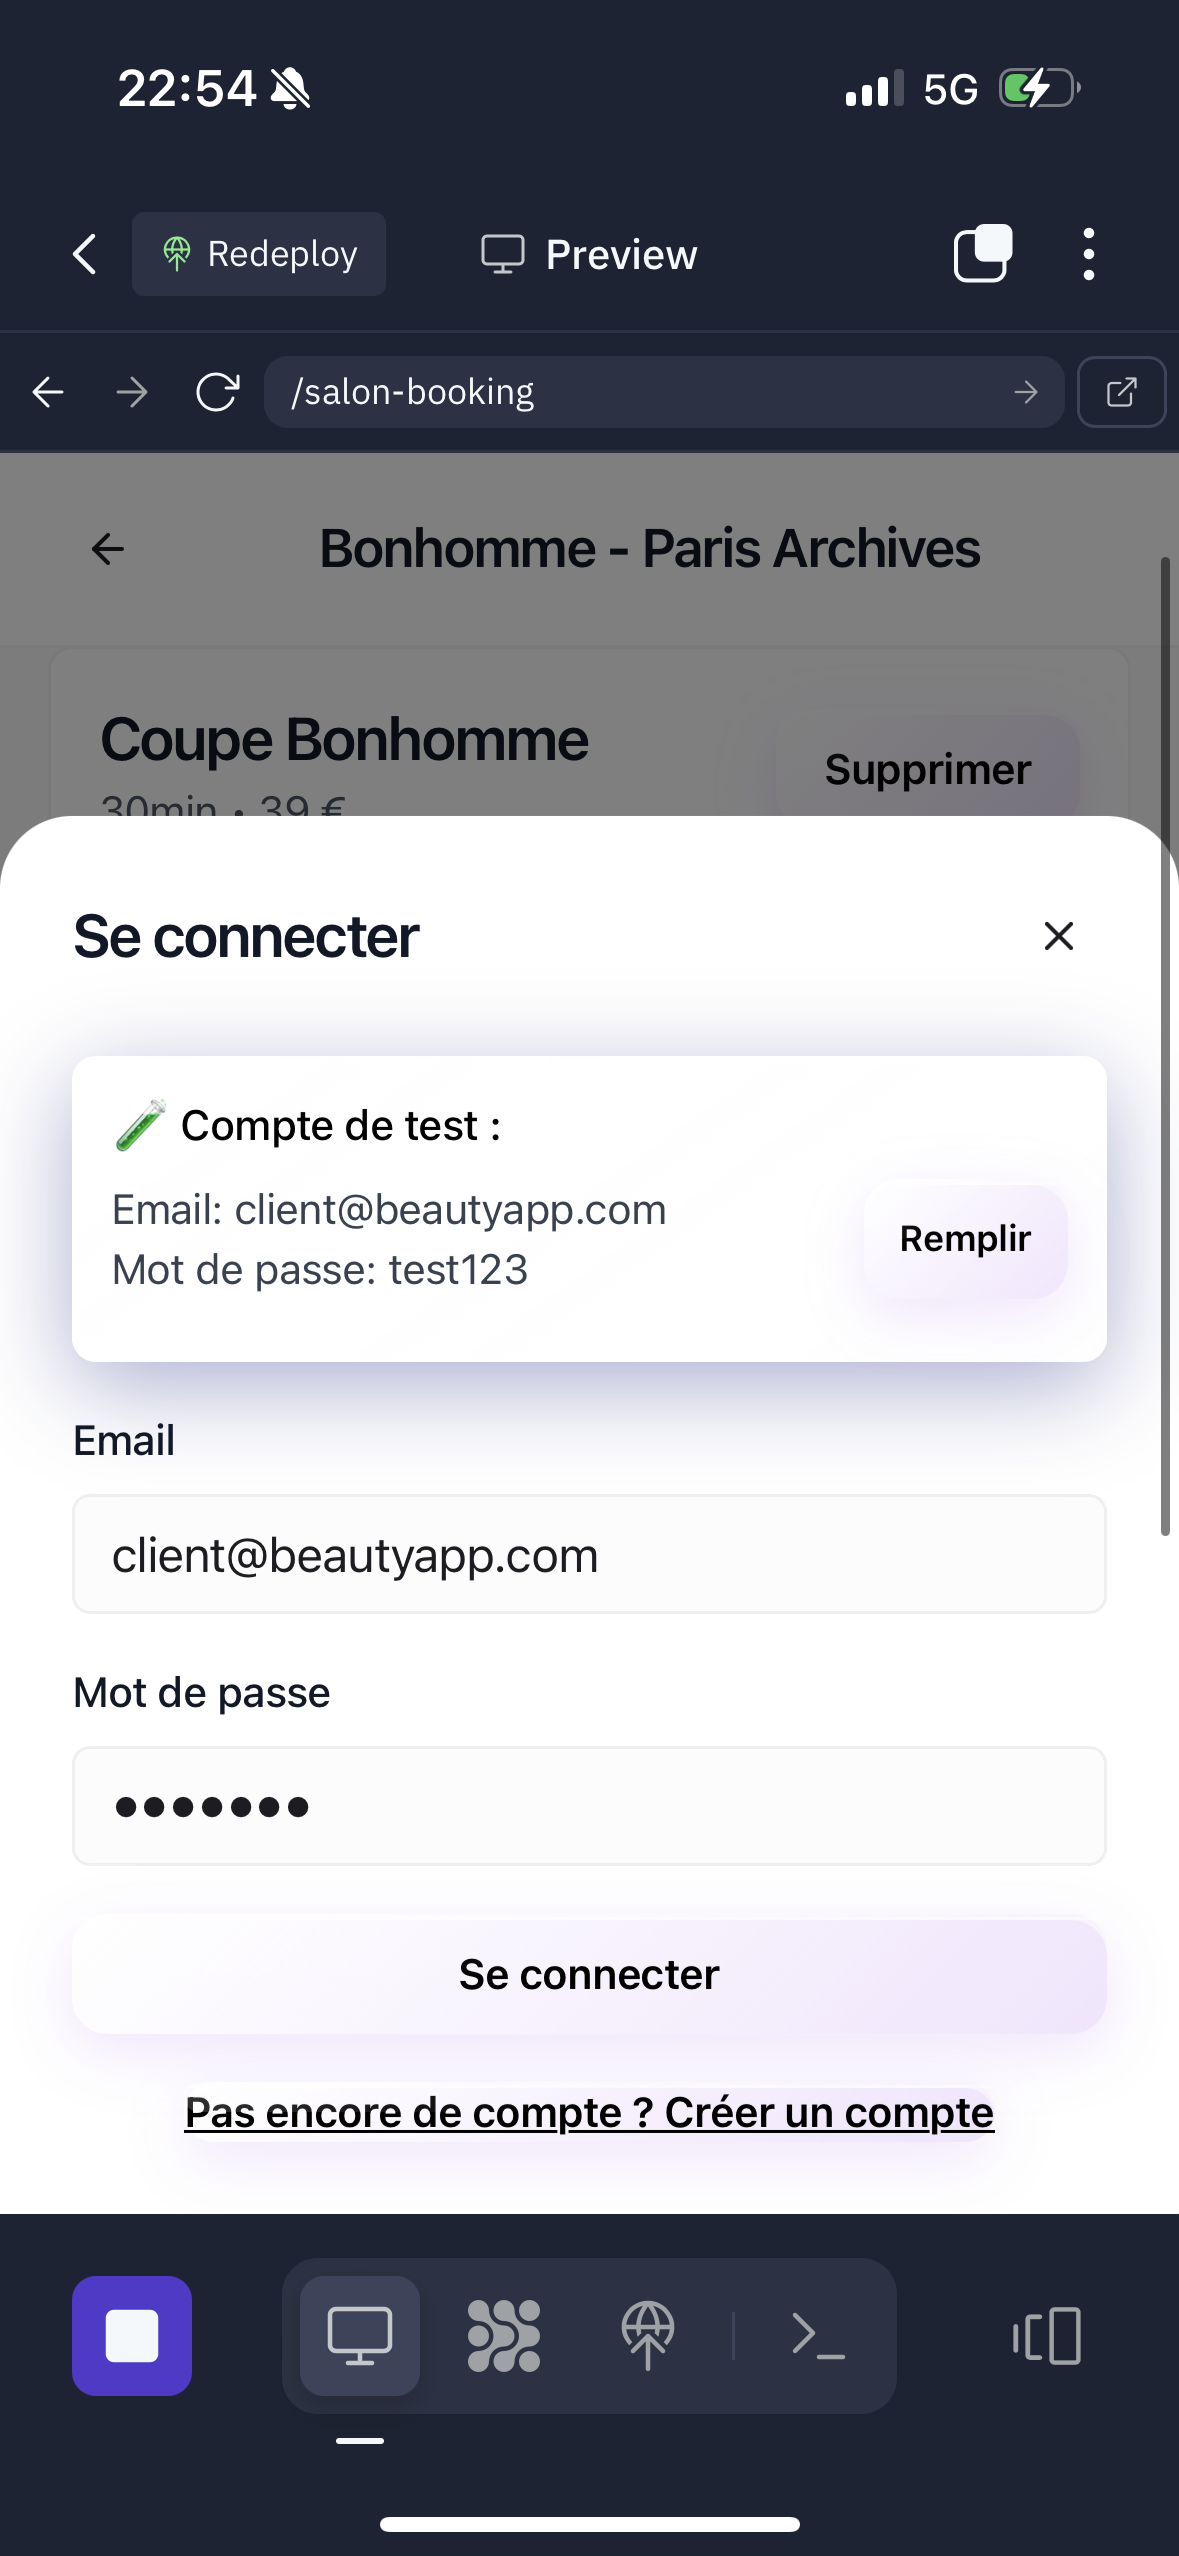 22:54
5G
Redeploy
Preview
/salon-booking
Bonhomme - Paris Archives
Coupe Bonhomme
Supprimer
30min • 39 €
Se connecter
Compte de test :
Email: client@beautyapp.com
Mot de passe: test123
Remplir
Email
client@beautyapp.com
Mot de passe
•••••••
Se connecter
Pas encore de compte ? Créer un compte